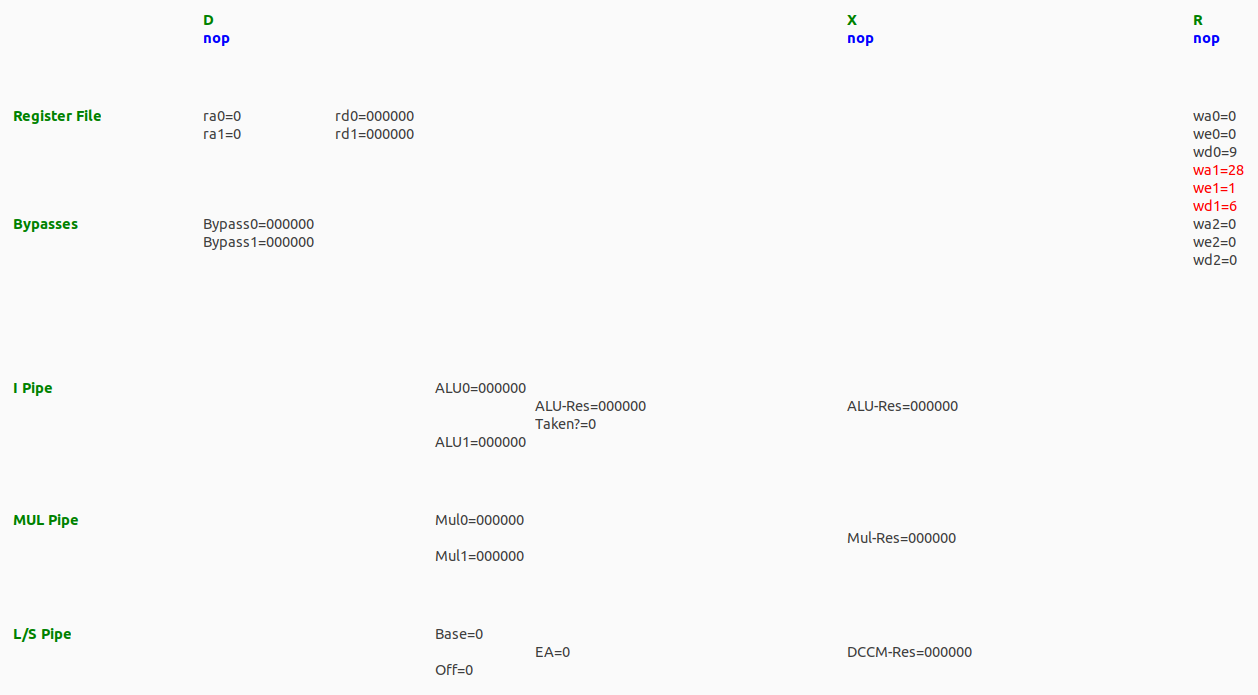 D X R
nop nop nop
Register File ra0=0 rd0=000000 wa0=0
ra1=0 rd1=000000 we0=0
wd0=9
wa1=28
we1=1
wd1=6
Bypasses Bypass0=000000 wa2=0
Bypass1=000000 we2=0
wd2=0
I Pipe ALU0=000000
ALU-Res=000000 ALU-Res=000000
Taken?=0
ALU1=000000
MUL Pipe Mul0=000000
Mul-Res=000000
Mul1=000000
L/S Pipe Base=0
EA=0 DCCM-Res=000000
Off=0